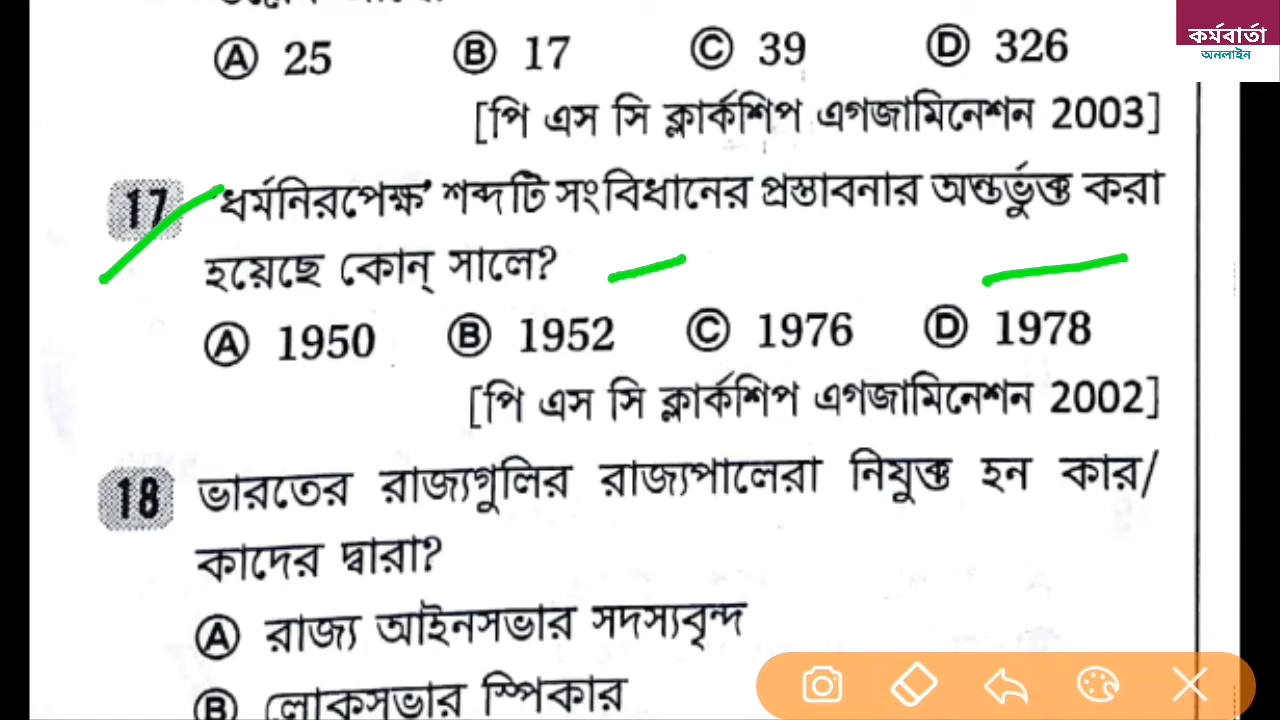 Ⓐ 25 Ⓑ 17 Ⓒ 39 Ⓓ 326
কর্মবার্তা
অনলাইন
[পি এস সি ক্লার্কশিপ এগজামিনেশন 2003]
17 ধর্মনিরপেক্ষ' শব্দটি সংবিধানের প্রস্তাবনার অন্তর্ভুক্ত করা
হয়েছে কোন্ সালে?
Ⓐ 1950 Ⓑ 1952 Ⓒ 1976 Ⓓ 1978
[পি এস সি ক্লার্কশিপ এগজামিনেশন 2002]
18 ভারতের রাজ্যগুলির রাজ্যপালেরা নিযুক্ত হন কার/
কাদের দ্বারা?
Ⓐ রাজ্য আইনসভার সদস্যবৃন্দ
Ⓑ লোকসভার স্পিকার